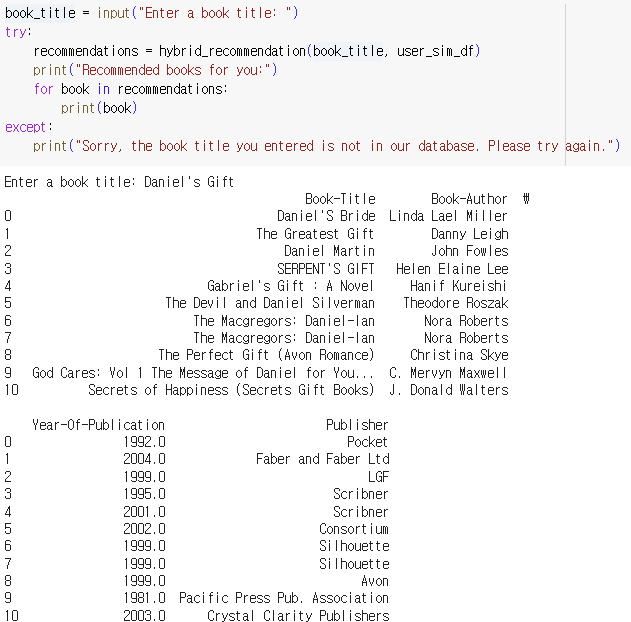 book_title = input("Enter a book title: ")
try:
    recommendations = hybrid_recommendation(book_title, user_sim_df)
    print("Recommended books for you:")
    for book in recommendations:
        print(book)
except:
    print("Sorry, the book title you entered is not in our database. Please try again.")
Enter a book title: Daniel's Gift
Book-Title Book-Author ₩
0 Daniel'S Bride Linda Lael Miller
1 The Greatest Gift Danny Leigh
2 Daniel Martin John Fowles
3 SERPENT'S GIFT Helen Elaine Lee
4 Gabriel's Gift : A Novel Hanif Kureishi
5 The Devil and Daniel Silverman Theodore Roszak
6 The Macgregors: Daniel-Ian Nora Roberts
7 The Macgregors: Daniel-Ian Nora Roberts
8 The Perfect Gift (Avon Romance) Christina Skye
9 God Cares: Vol 1 The Message of Daniel for You... C. Mervyn Maxwell
10 Secrets of Happiness (Secrets Gift Books) J. Donald Walters
Year-Of-Publication Publisher
0 1992.0 Pocket
1 2004.0 Faber and Faber Ltd
2 1999.0 LGF
3 1995.0 Scribner
4 2001.0 Scribner
5 2002.0 Consortium
6 1999.0 Silhouette
7 1999.0 Silhouette
8 1999.0 Avon
9 1981.0 Pacific Press Pub. Association
10 2003.0 Crystal Clarity Publishers